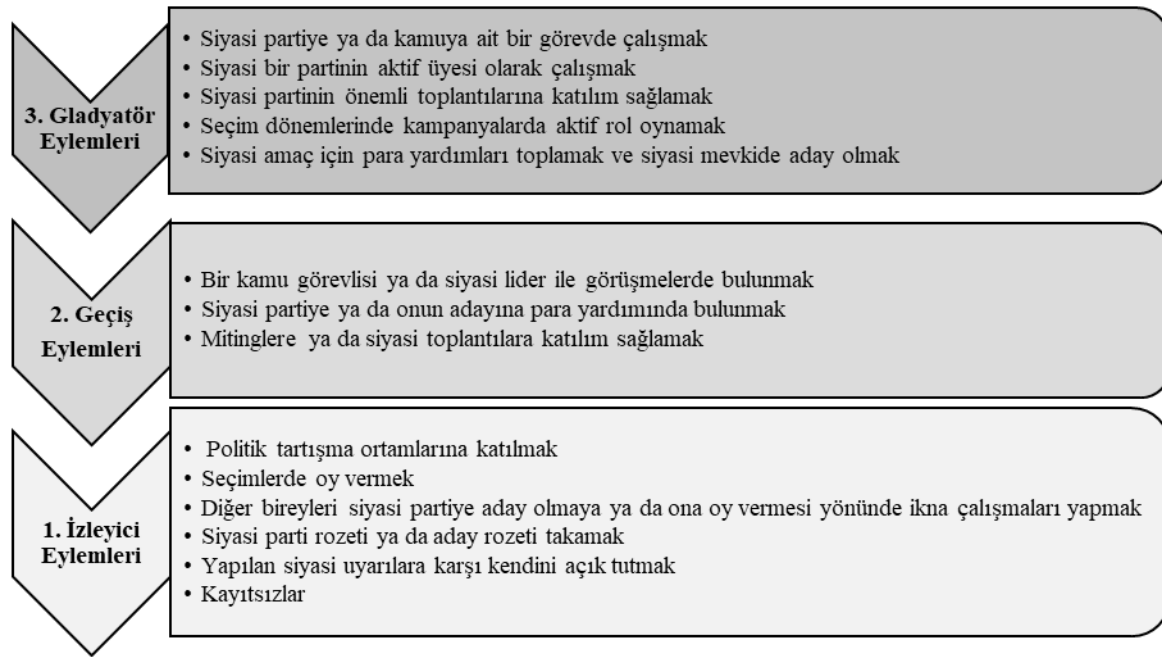 3. Gladyatör
Eylemleri
• Siyasi partiye ya da kamuya ait bir görevde çalışmak
• Siyasi bir partinin aktif üyesi olarak çalışmak
• Siyasi partinin önemli toplantılarına katılım sağlamak
• Seçim dönemlerinde kampanyalarda aktif rol oynamak
• Siyasi amaç için para yardımları toplamak ve siyasi mevkide aday olmak
2. Geçiş
Eylemleri
• Bir kamu görevlisi ya da siyasi lider ile görüşmelerde bulunmak
• Siyasi partiye ya da onun adayına para yardımında bulunmak
• Mitinglere ya da siyasi toplantılara katılım sağlamak
1. İzleyici
Eylemleri
• Politik tartışma ortamlarına katılmak
• Seçimlerde oy vermek
• Diğer bireyleri siyasi partiye aday olmaya ya da ona oy vermesi yönünde ikna çalışmaları yapmak
• Siyasi parti rozeti ya da aday rozeti takamak
• Yapılan siyasi uyarılara karşı kendini açık tutmak
• Kayıtsızlar